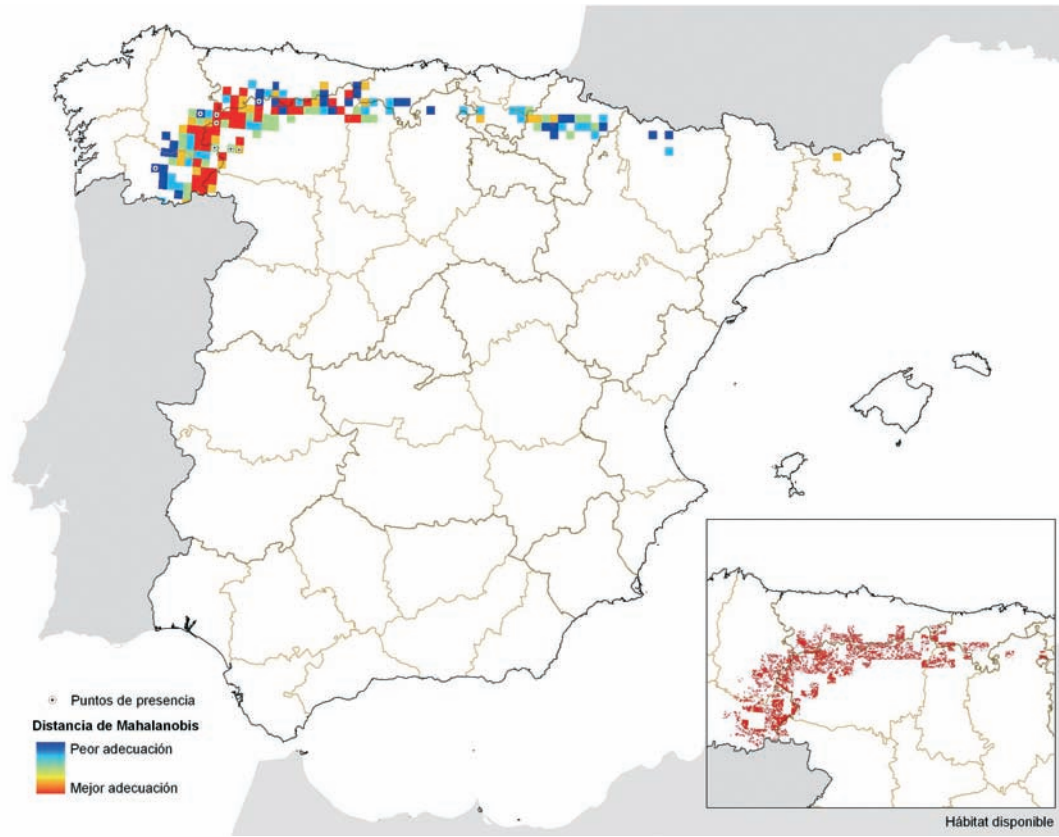 Puntos de presencia
Distancia de Mahalanobis
Peor adecuación
Mejor adecuación
Hábitat disponible